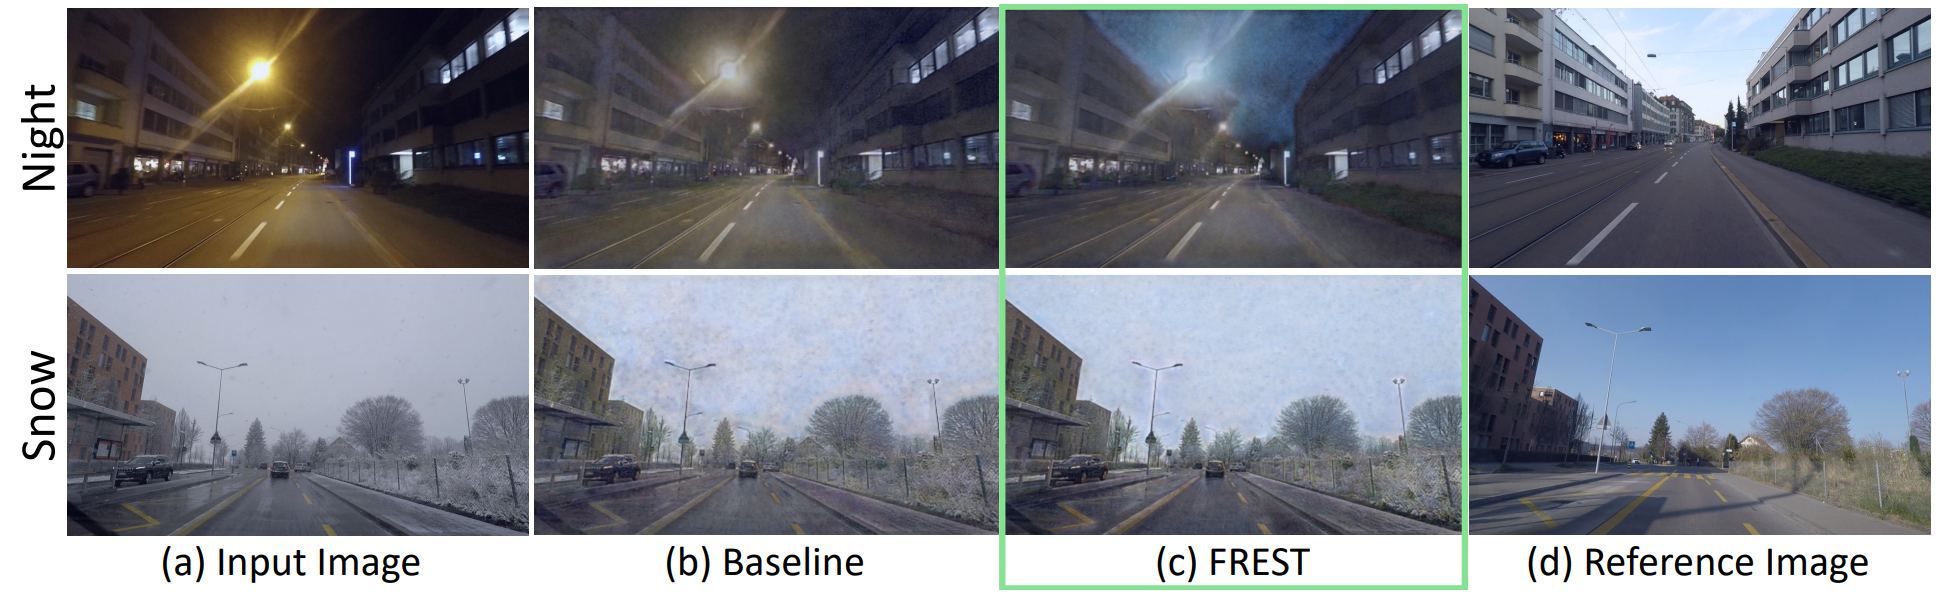 Night
Snow
(a) Input Image
(b) Baseline
(c) FREST
(d) Reference Image